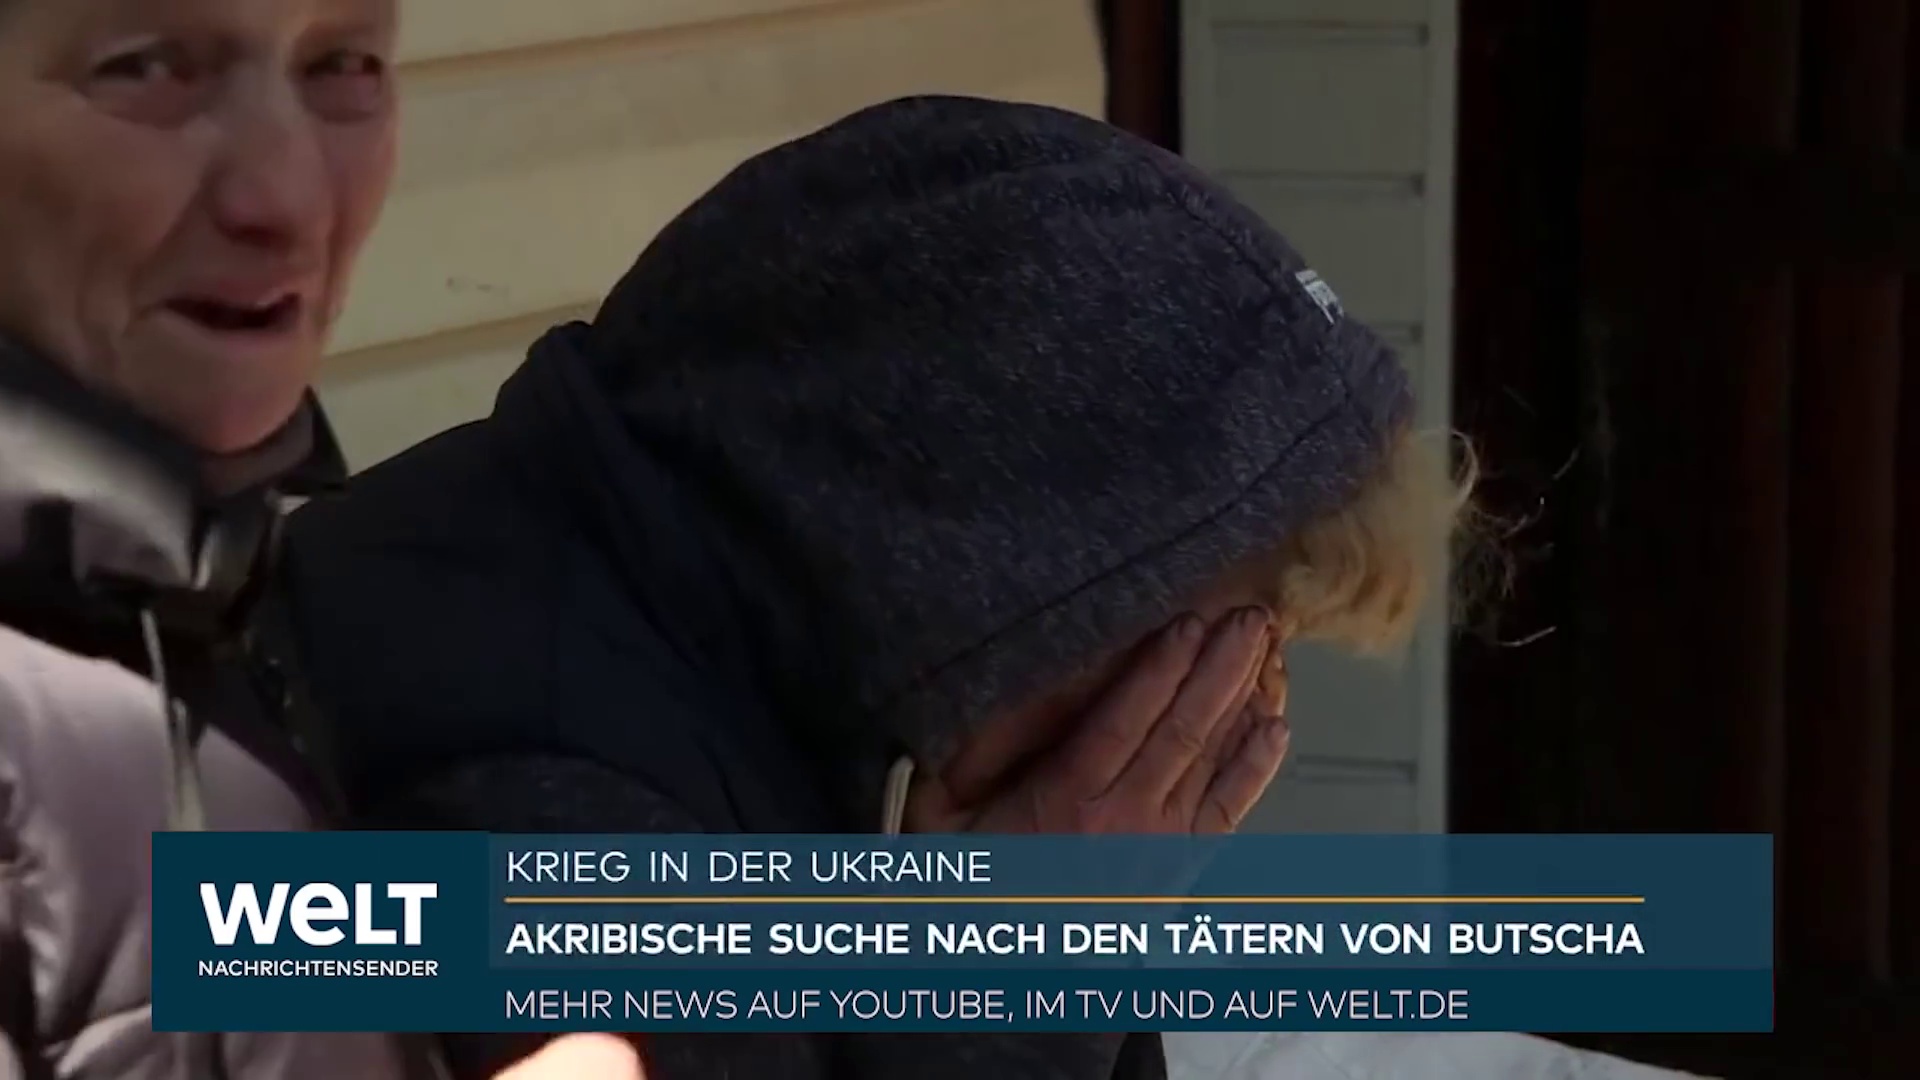 KRIEG IN DER UKRAINE
WELT
AKRIBISCHE SUCHE NACH DEN TÄTERN VON BUTSCHA
NACHRICHTENSENDER
MEHR NEWS AUF YOUTUBE, IM TV UND AUF WELT.DE